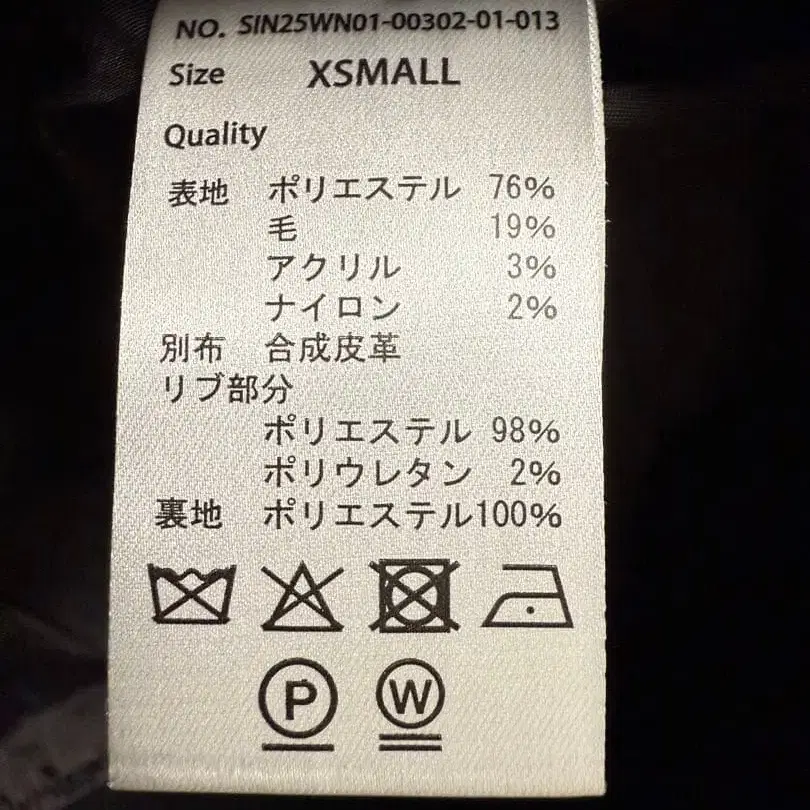 NO. SIN25WN01-00302-01-013
Size XSMALL
Quality
表地 ポリエステル 76%
毛 19%
アクリル 3%
ナイロン 2%
別布 合成皮革
リブ部分
ポリエステル 98%
ポリウレタン 2%
裏地 ポリエステル100%
P W